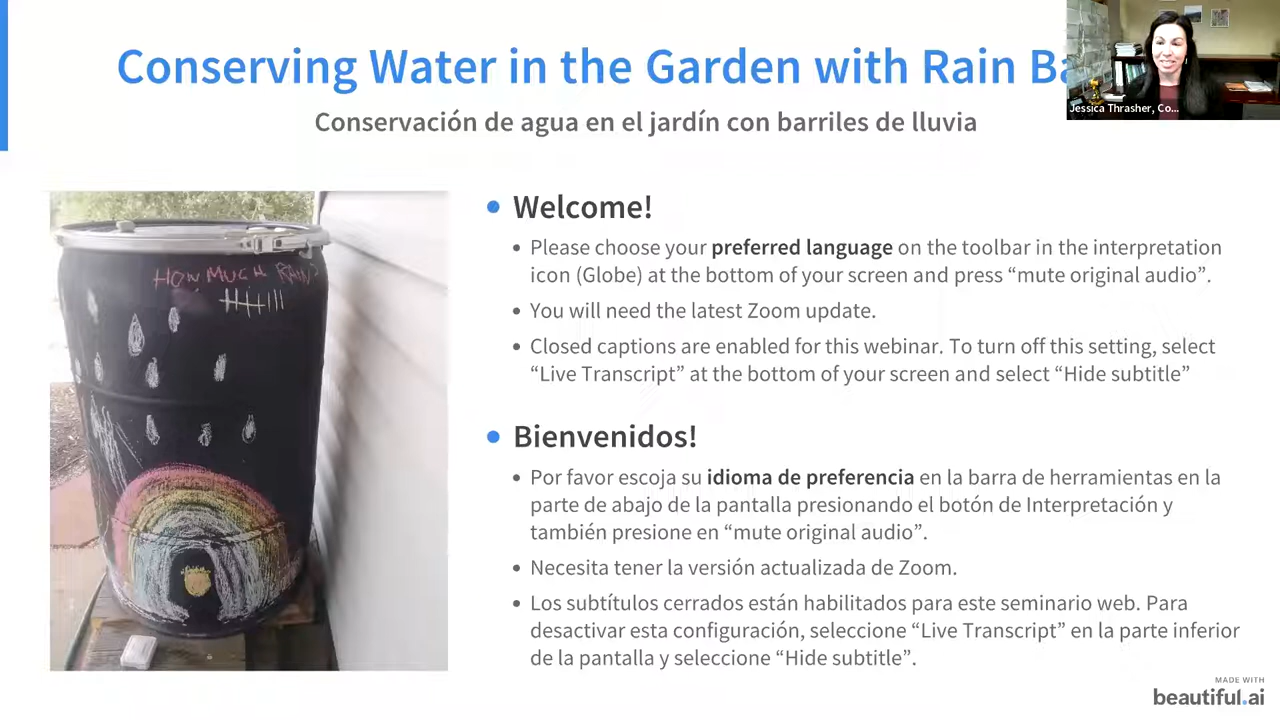 Conserving Water in the Garden with Rain
Conservación de agua en el jardín con barriles de lluvia
Jessica Thrasher, Co...
HOW MUCH RAIN?
Welcome!
Please choose your preferred language on the toolbar in the interpretation
icon (Globe) at the bottom of your screen and press “mute original audio”.
You will need the latest Zoom update.
Closed captions are enabled for this webinar. To turn off this setting, select
“Live Transcript” at the bottom of your screen and select “Hide subtitle”
Bienvenidos!
Por favor escoja su idioma de preferencia en la barra de herramientas en la
parte de abajo de la pantalla presionando el botón de Interpretación y
también presione en “mute original audio”.
Necesita tener la versión actualizada de Zoom.
Los subtítulos cerrados están habilitados para este seminario web. Para
desactivar esta configuración, seleccione “Live Transcript” en la parte inferior
de la pantalla y seleccione “Hide subtitle”.
MADE WITH
beautiful.ai